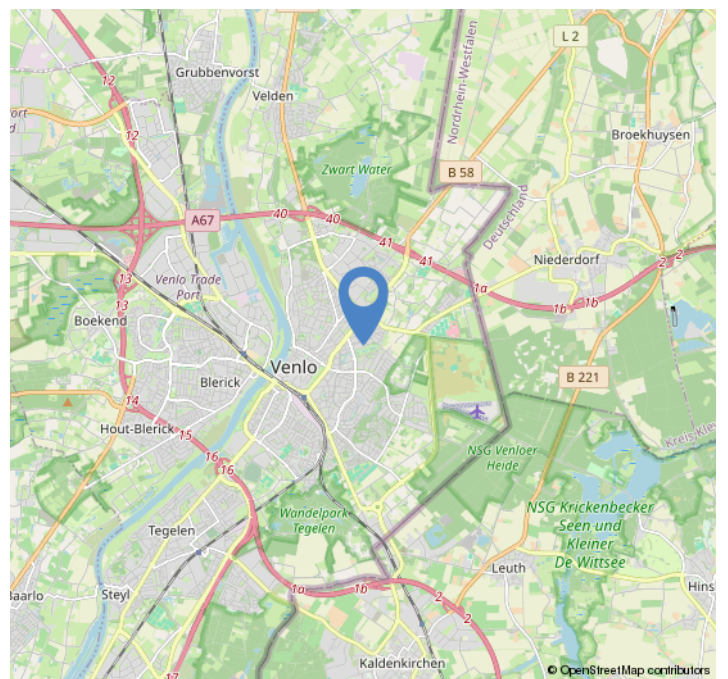 L 2
Grubbenvorst
12
Velden
Nordrhein-Westfalen
Broekhuysen
12
Zwart Water
B 58
A67
40
40
Deutschland
41
41
Niederdorf
2
2
13
Venlo Trade
Port
1a
1b
1b
13
Boekend
Venlo
B 221
Blerick
14
Hout-Blerick
15
NSG Venloer
Heide
16
16
NSG Krickenbecker
Seen und
Kleiner
De Wittsee
Wandelpark
Tegelen
Tegelen
Leuth
1a
1b
2
2
Steyl
Kaldenkirchen
17
© OpenStreetMap contributors